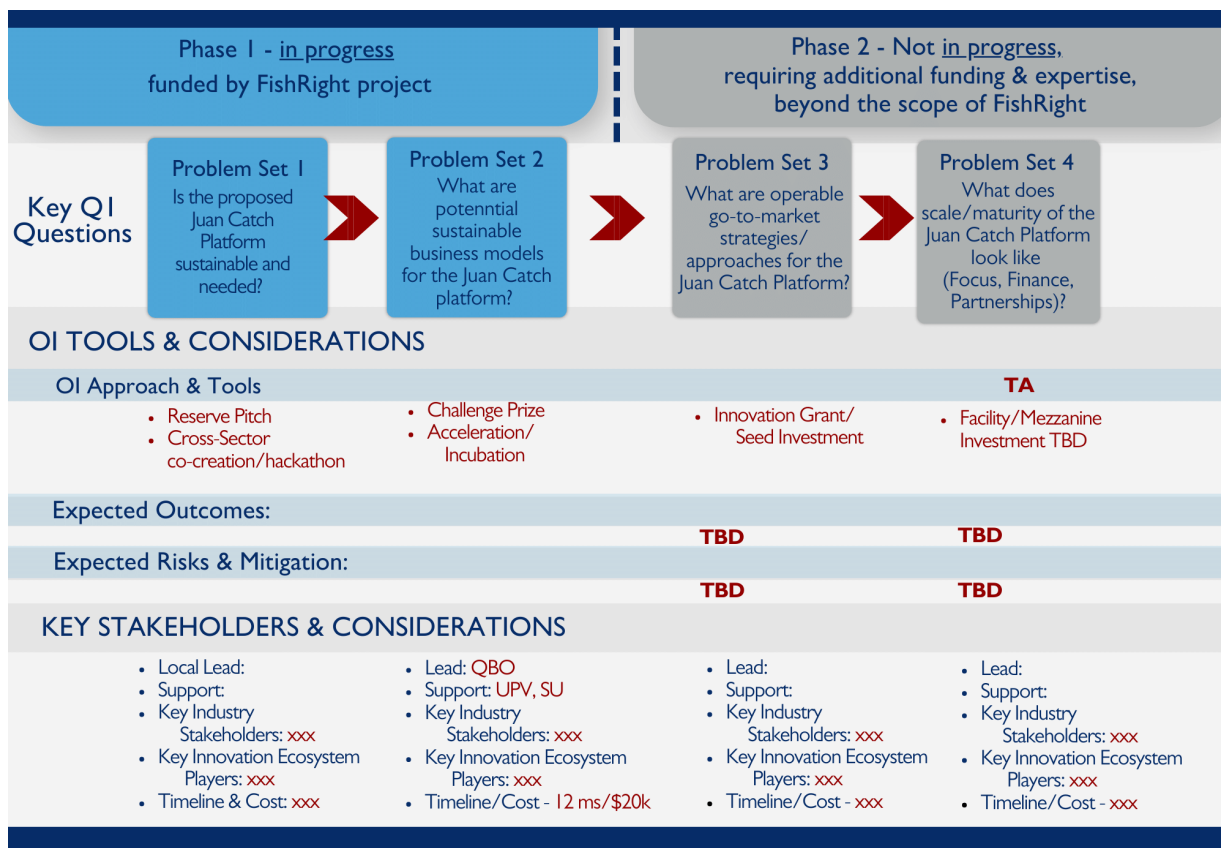 Phase 1 - in progress
funded by FishRight project
Phase 2 - Not in progress,
requiring additional funding & expertise,
beyond the scope of FishRight
Key Q1
Questions
Problem Set 1
Is the proposed
Juan Catch
Platform
sustainable and
needed?
Problem Set 2
What are
potenntial
sustainable
business models
for the Juan Catch
platform?
Problem Set 3
What are operable
go-to-market
strategies/
approaches for the
Juan Catch Platform?
Problem Set 4
What does
scale/maturity of the
Juan Catch Platform
look like
(Focus, Finance,
Partnerships)?
OI TOOLS & CONSIDERATIONS
OI Approach & Tools
TA
• Reserve Pitch
• Cross-Sector
co-creation/hackathon
• Challenge Prize
• Acceleration/
Incubation
• Innovation Grant/
Seed Investment
• Facility/Mezzanine
Investment TBD
Expected Outcomes:
TBD
TBD
Expected Risks & Mitigation:
TBD
TBD
KEY STAKEHOLDERS & CONSIDERATIONS
• Local Lead:
• Support:
• Key Industry
Stakeholders: xxx
• Key Innovation Ecosystem
Players: xxx
• Timeline & Cost: xxx
• Lead: QBO
• Support: UPV, SU
• Key Industry
Stakeholders: xxx
• Key Innovation Ecosystem
Players: xxx
• Timeline/Cost - 12 ms/$20k
• Lead:
• Support:
• Key Industry
Stakeholders: xxx
• Key Innovation Ecosystem
Players: xxx
• Timeline/Cost - xxx
• Lead:
• Support:
• Key Industry
Stakeholders: xxx
• Key Innovation Ecosystem
Players: xxx
• Timeline/Cost - xxx